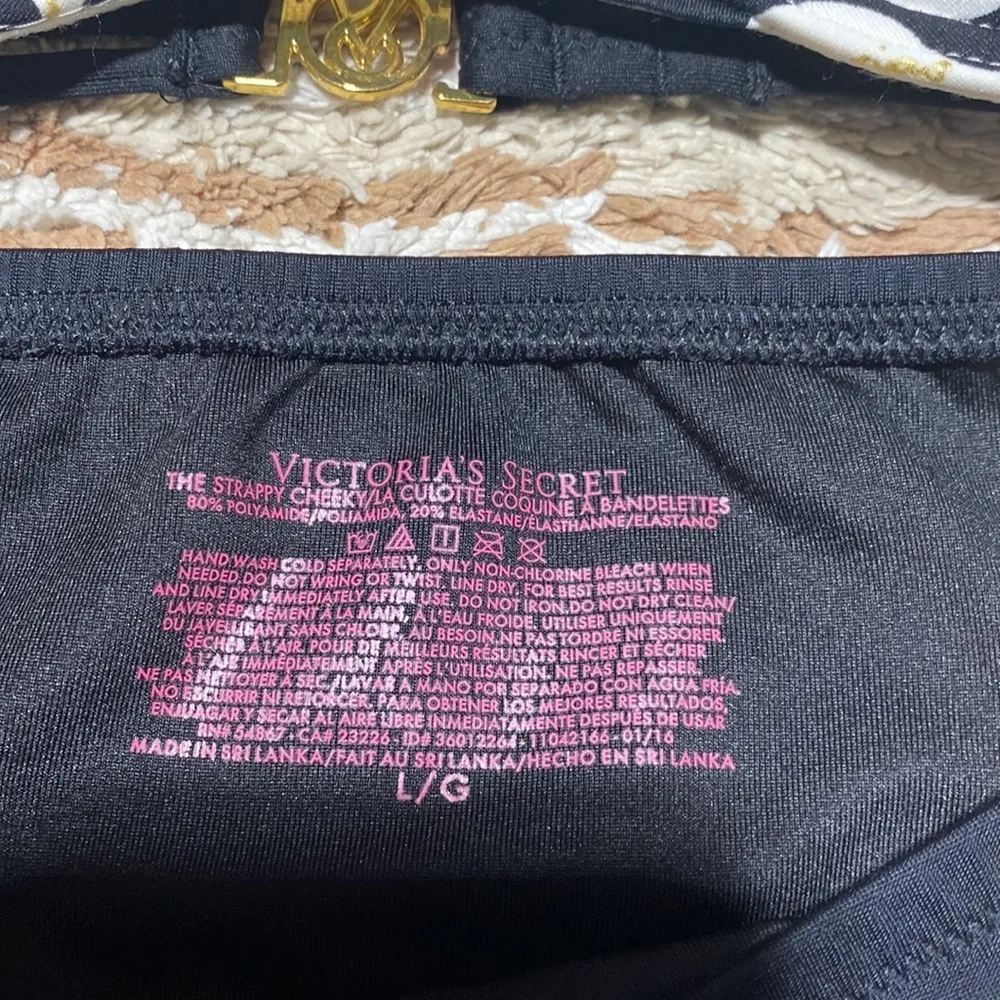 VICTORIA'S SECRET
THE STRAPPY CHEEKY/LA CULOTTE COQUINE À BANDELETTES
80% POLYAMIDE/POLIAMIDA, 20% ELASTANE/ÉLASTHANNE/ELASTANO
HAND WASH COLD SEPARATELY. ONLY NON-CHLORINE BLEACH WHEN
NEEDED. DO NOT WRING OR TWIST. LINE DRY. FOR BEST RESULTS RINSE
AND LINE DRY IMMEDIATELY AFTER USE. DO NOT IRON. DO NOT DRY CLEAN/
LAVER SÉPARÉMENT À LA MAIN, À L'EAU FROIDE. UTILISER UNIQUEMENT
DU JAVELLISANT SANS CHLORE, AU BESOIN. NE PAS TORDRE NI ESSORER.
SÉCHER À L'AIR. POUR DE MEILLEURS RÉSULTATS RINCER ET SÉCHER
À L'AIR IMMÉDIATEMENT APRÈS L'UTILISATION. NE PAS REPASSER.
NE PAS NETTOYER À SEC./LAVAR A MANO POR SEPARADO CON AGUA FRIA.
NO ESCURRIR NI RETORCER. PARA OBTENER LOS MEJORES RESULTADOS,
ENJUAGAR Y SECAR AL AIRE LIBRE INMEDIATAMENTE DESPUÉS DE USAR
RN# 54867 · CA# 23226 · 11042166 · 01/16
MADE IN SRI LANKA/FAIT AU SRI LANKA/HECHO EN SRI LANKA
L/G